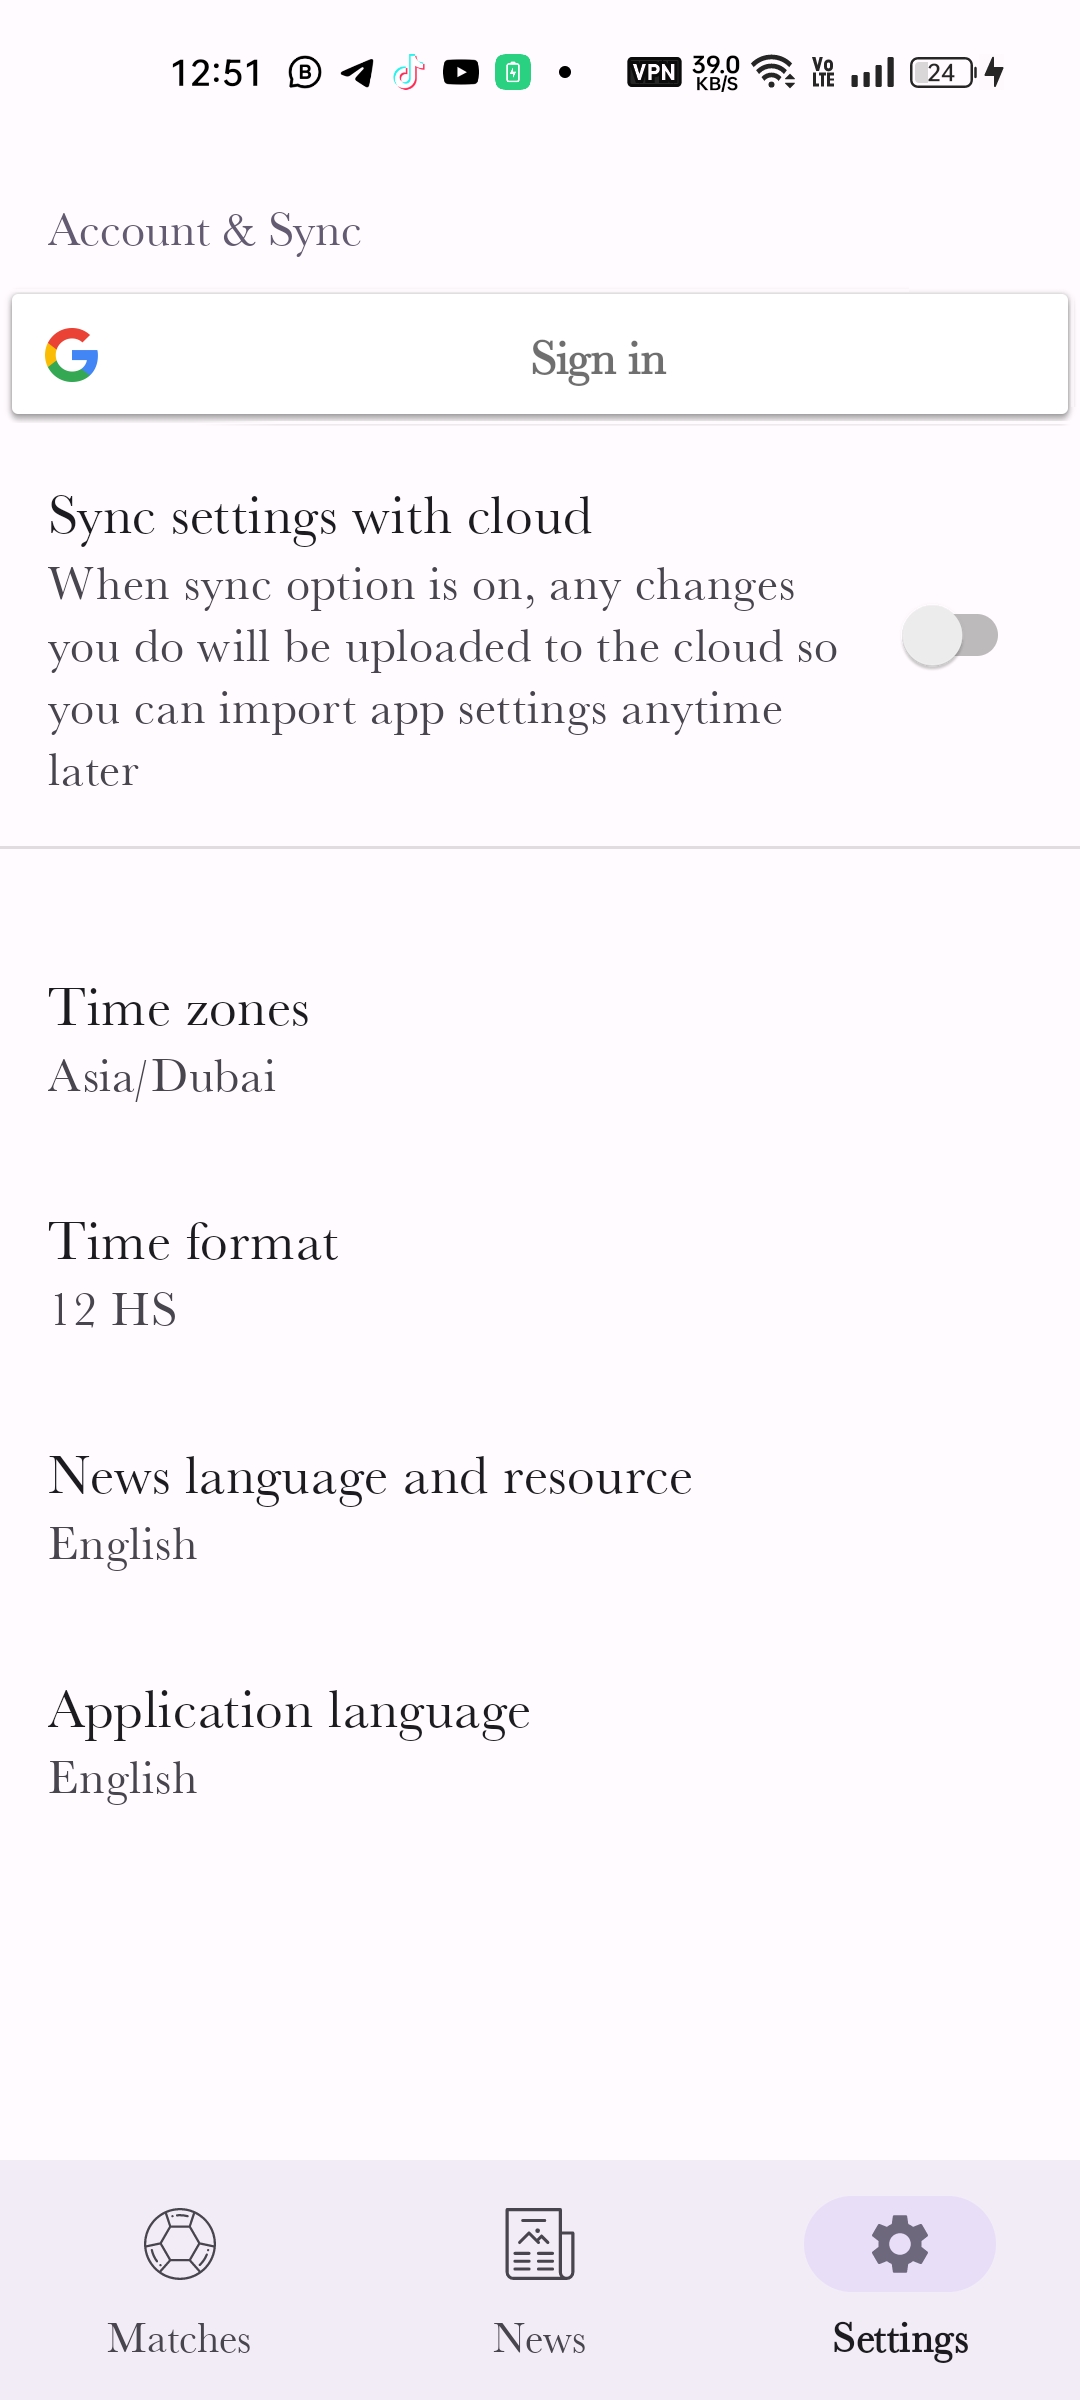 12:51 B VPN 39.0 KB/S Vo LTE 24
Account & Sync
Sign in
Sync settings with cloud
When sync option is on, any changes
you do will be uploaded to the cloud so
you can import app settings anytime
later
Time zones
Asia/Dubai
Time format
12 HS
News language and resource
English
Application language
English
Matches News Settings